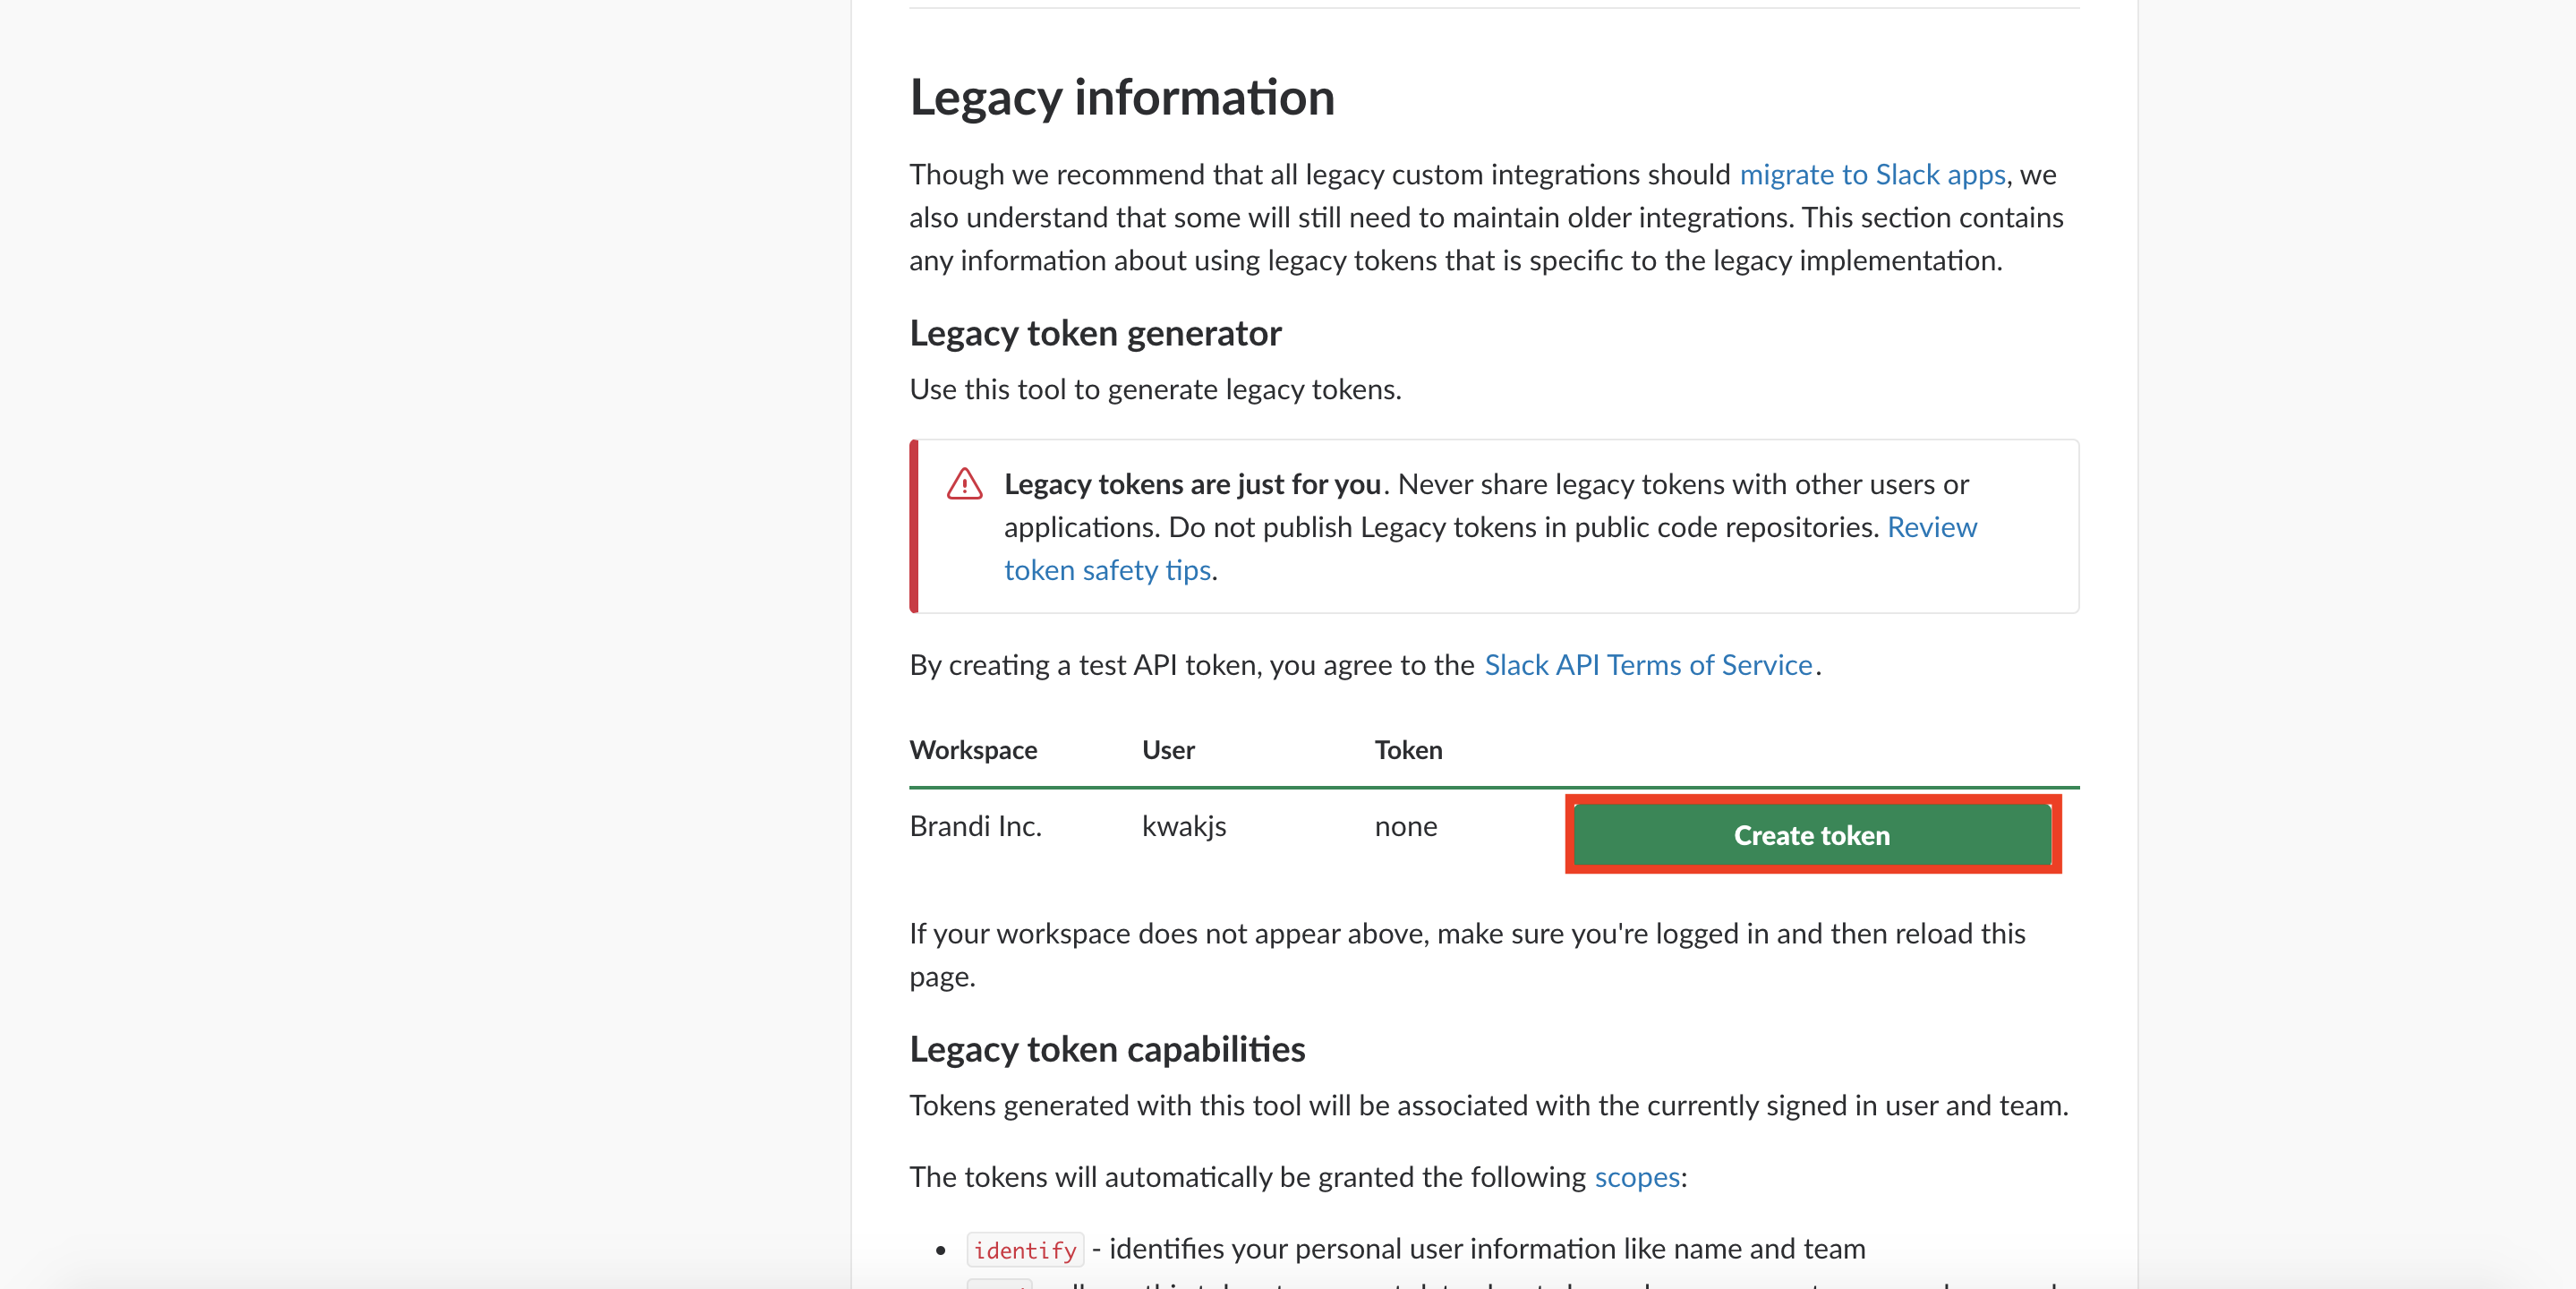 Legacy information
Though we recommend that all legacy custom integrations should migrate to Slack apps, we
also understand that some will still need to maintain older integrations. This section contains
any information about using legacy tokens that is specific to the legacy implementation.
Legacy token generator
Use this tool to generate legacy tokens.
Legacy tokens are just for you. Never share legacy tokens with other users or
applications. Do not publish Legacy tokens in public code repositories. Review
token safety tips.
By creating a test API token, you agree to the Slack API Terms of Service.
Workspace User Token
Brandi Inc. kwakjs none Create token
If your workspace does not appear above, make sure you're logged in and then reload this
page.
Legacy token capabilities
Tokens generated with this tool will be associated with the currently signed in user and team.
The tokens will automatically be granted the following scopes:
• identify - identifies your personal user information like name and team